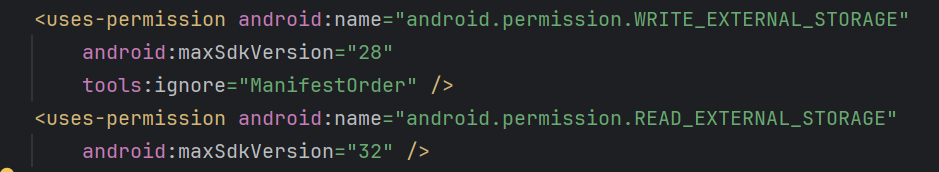 <uses-permission android:name="android.permission.WRITE_EXTERNAL_STORAGE"
android:maxSdkVersion="28"
tools:ignore="ManifestOrder" />
<uses-permission android:name="android.permission.READ_EXTERNAL_STORAGE"
android:maxSdkVersion="32" />